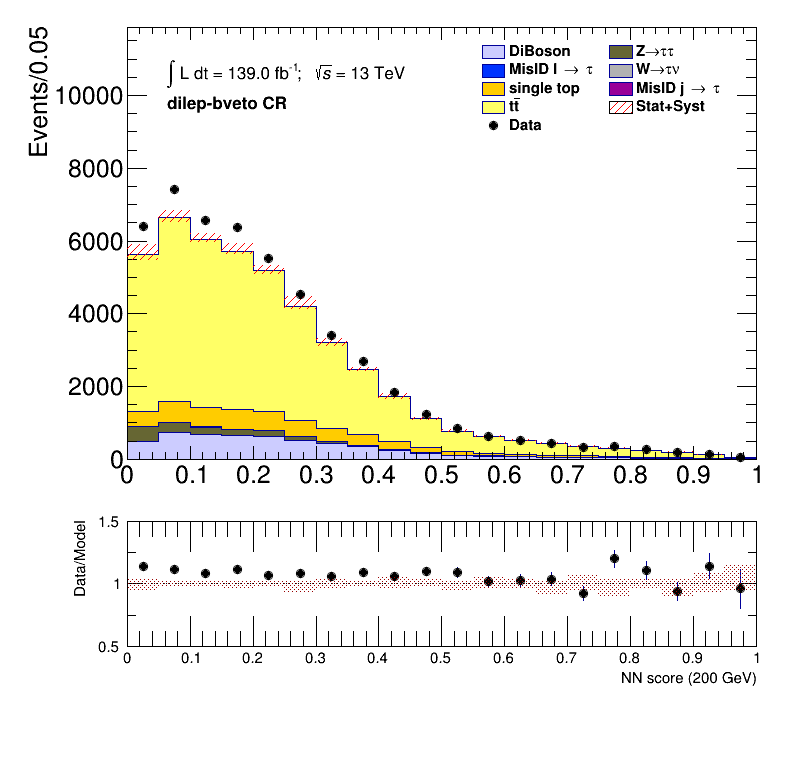 Events/0.05
10000
8000
6000
4000
2000
0
∫ L dt = 139.0 fb⁻¹; √s = 13 TeV
dilep-bveto CR
DiBoson
MisID l → τ
single top
tt̄
Data
Z→ττ
W→τν
MisID j → τ
Stat+Syst
0 0.1 0.2 0.3 0.4 0.5 0.6 0.7 0.8 0.9 1
Data/Model
1.5
1
0.5
0 0.1 0.2 0.3 0.4 0.5 0.6 0.7 0.8 0.9 1
NN score (200 GeV)